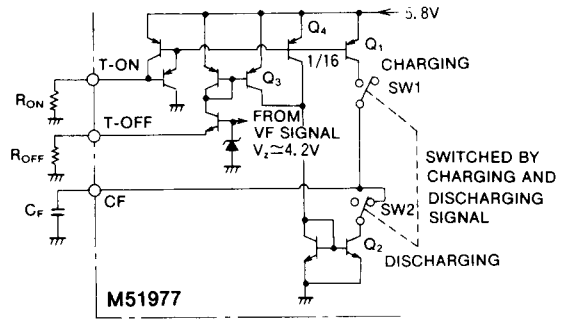 5.8V
Q4
T-ON
Q3
1/16
Q1
CHARGING
SW1
RON
T-OFF
FROM
VF SIGNAL
Vz≃4.2V
ROFF
SWITCHED BY
CHARGING AND
DISCHARGING
SIGNAL
CF
CF
SW2
Q2
DISCHARGING
M51977